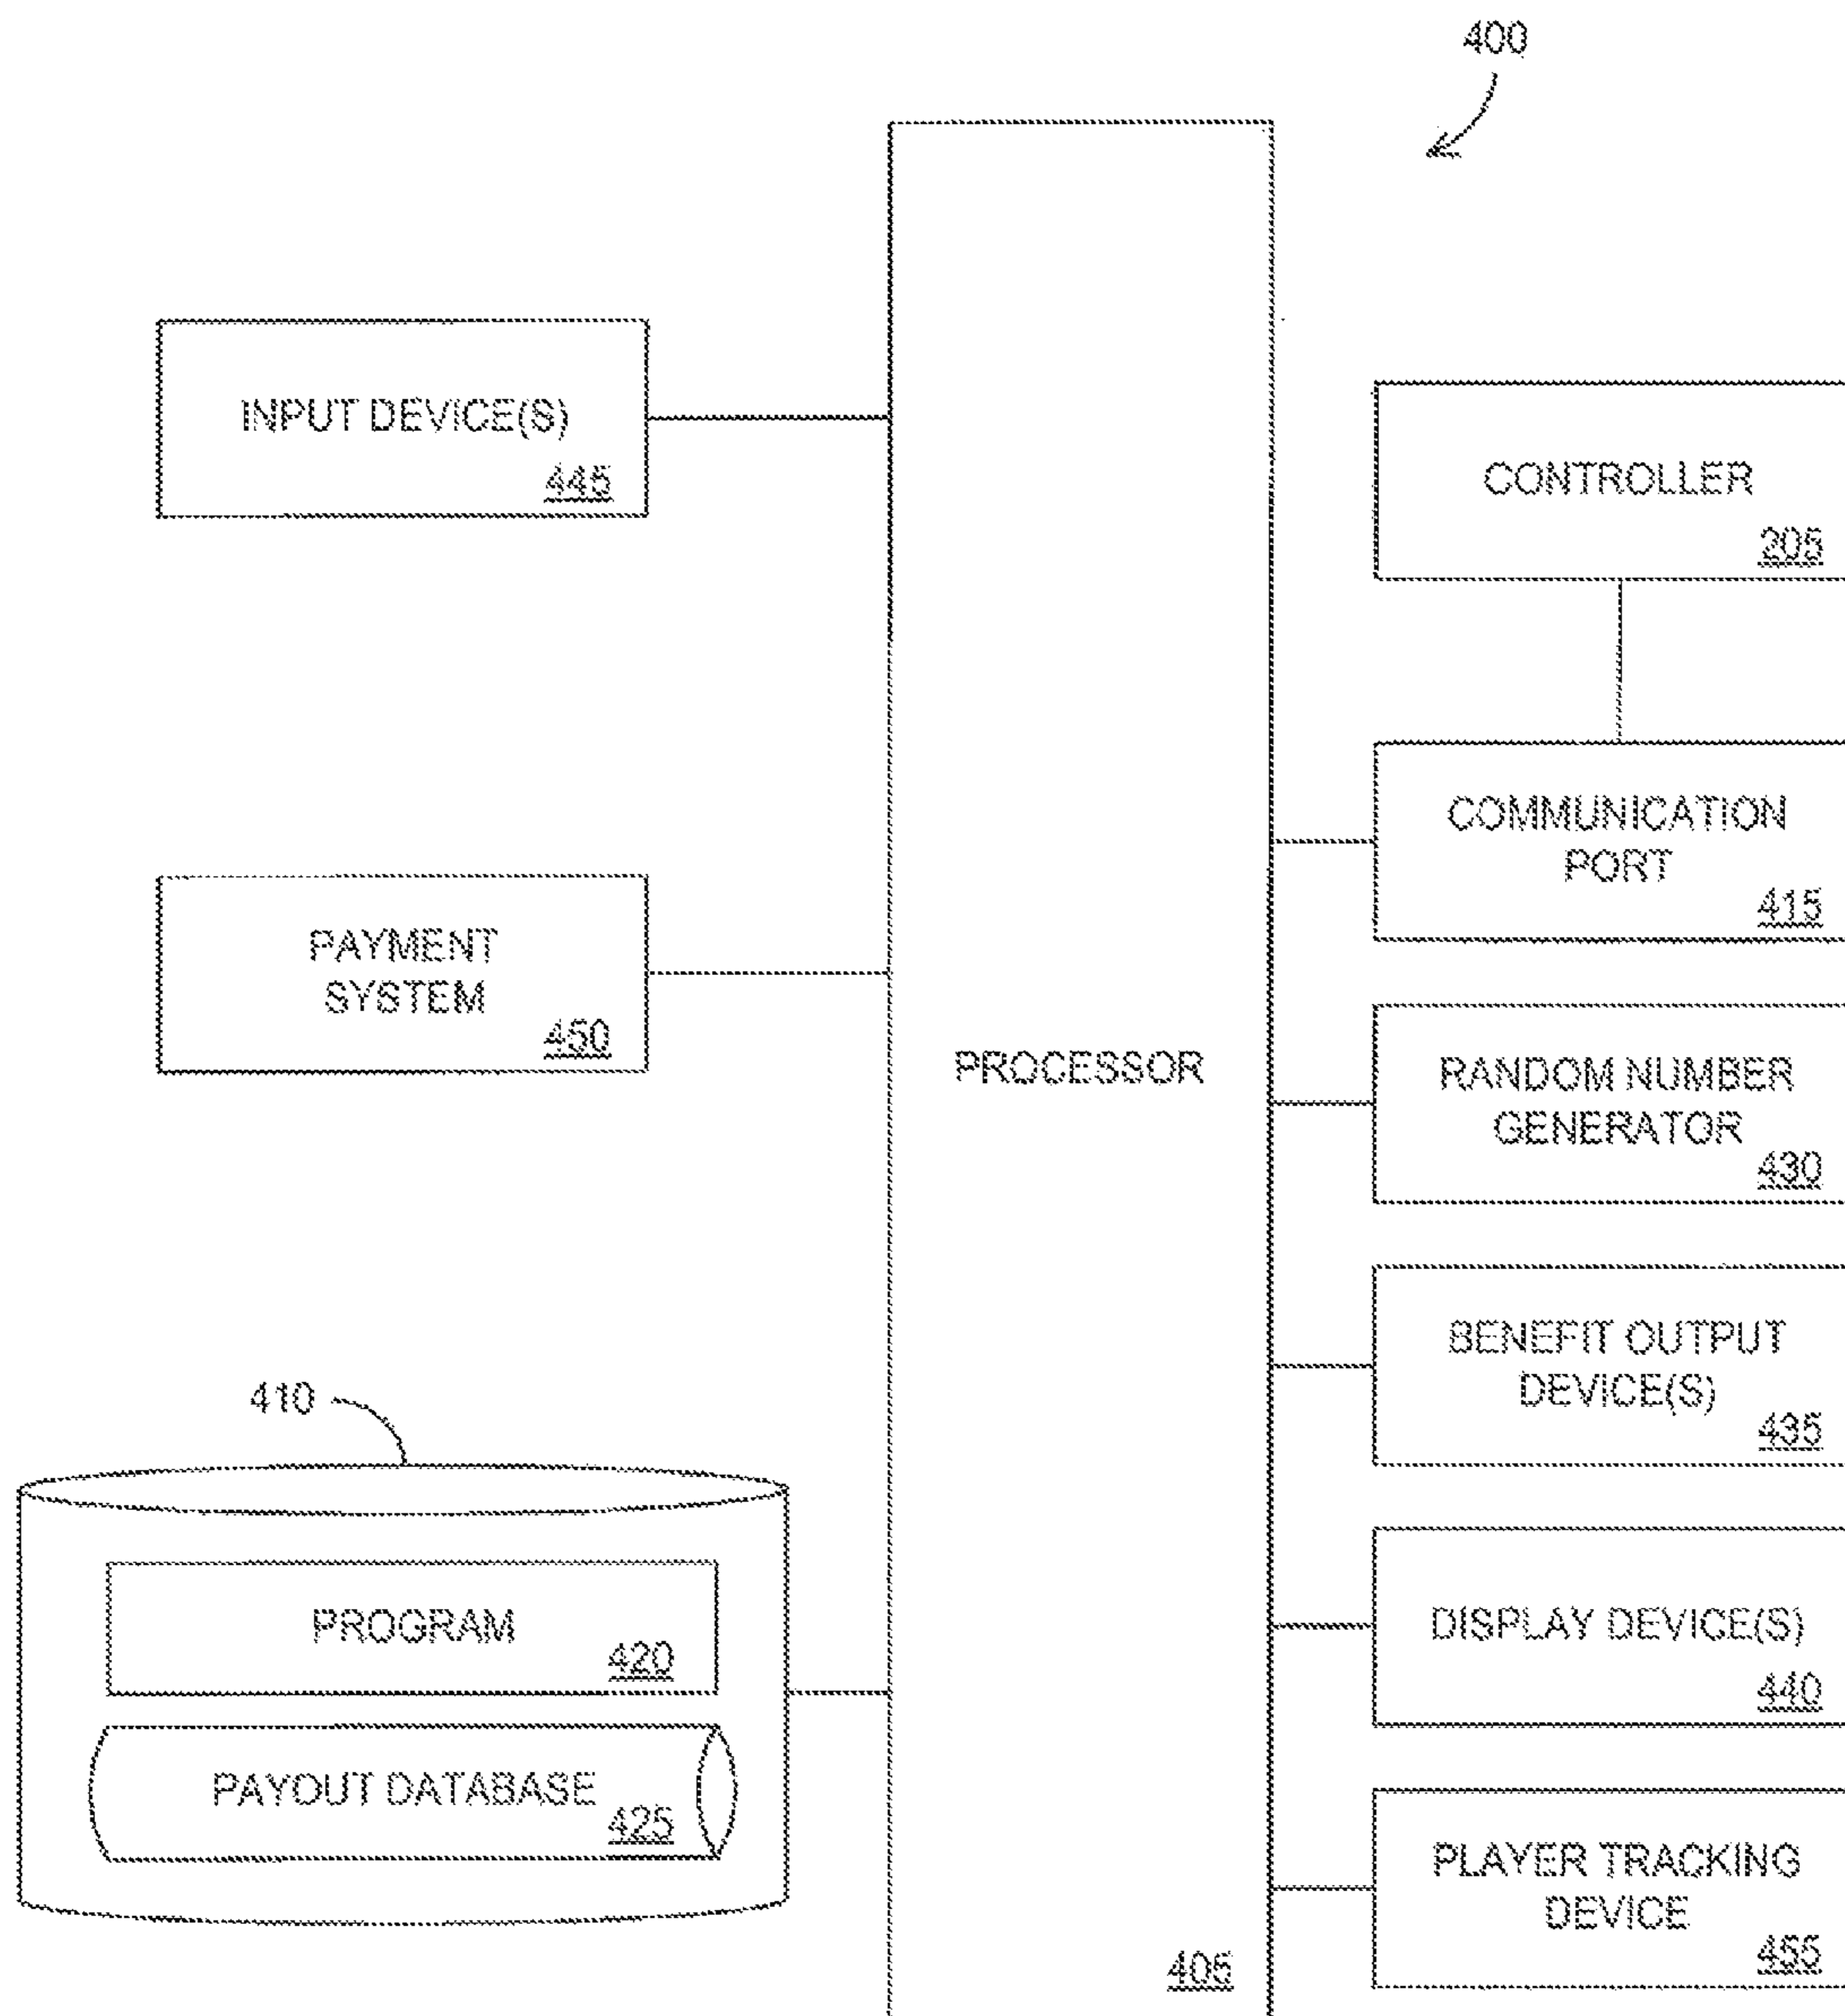 400
INPUT DEVICE(S)
445
CONTROLLER
205
COMMUNICATION
PORT
415
PAYMENT
SYSTEM
450
PROCESSOR
405
RANDOM NUMBER
GENERATOR
430
BENEFIT OUTPUT
DEVICE(S)
435
410
PROGRAM
420
PAYOUT DATABASE
425
DISPLAY DEVICE(S)
440
PLAYER TRACKING
DEVICE
455